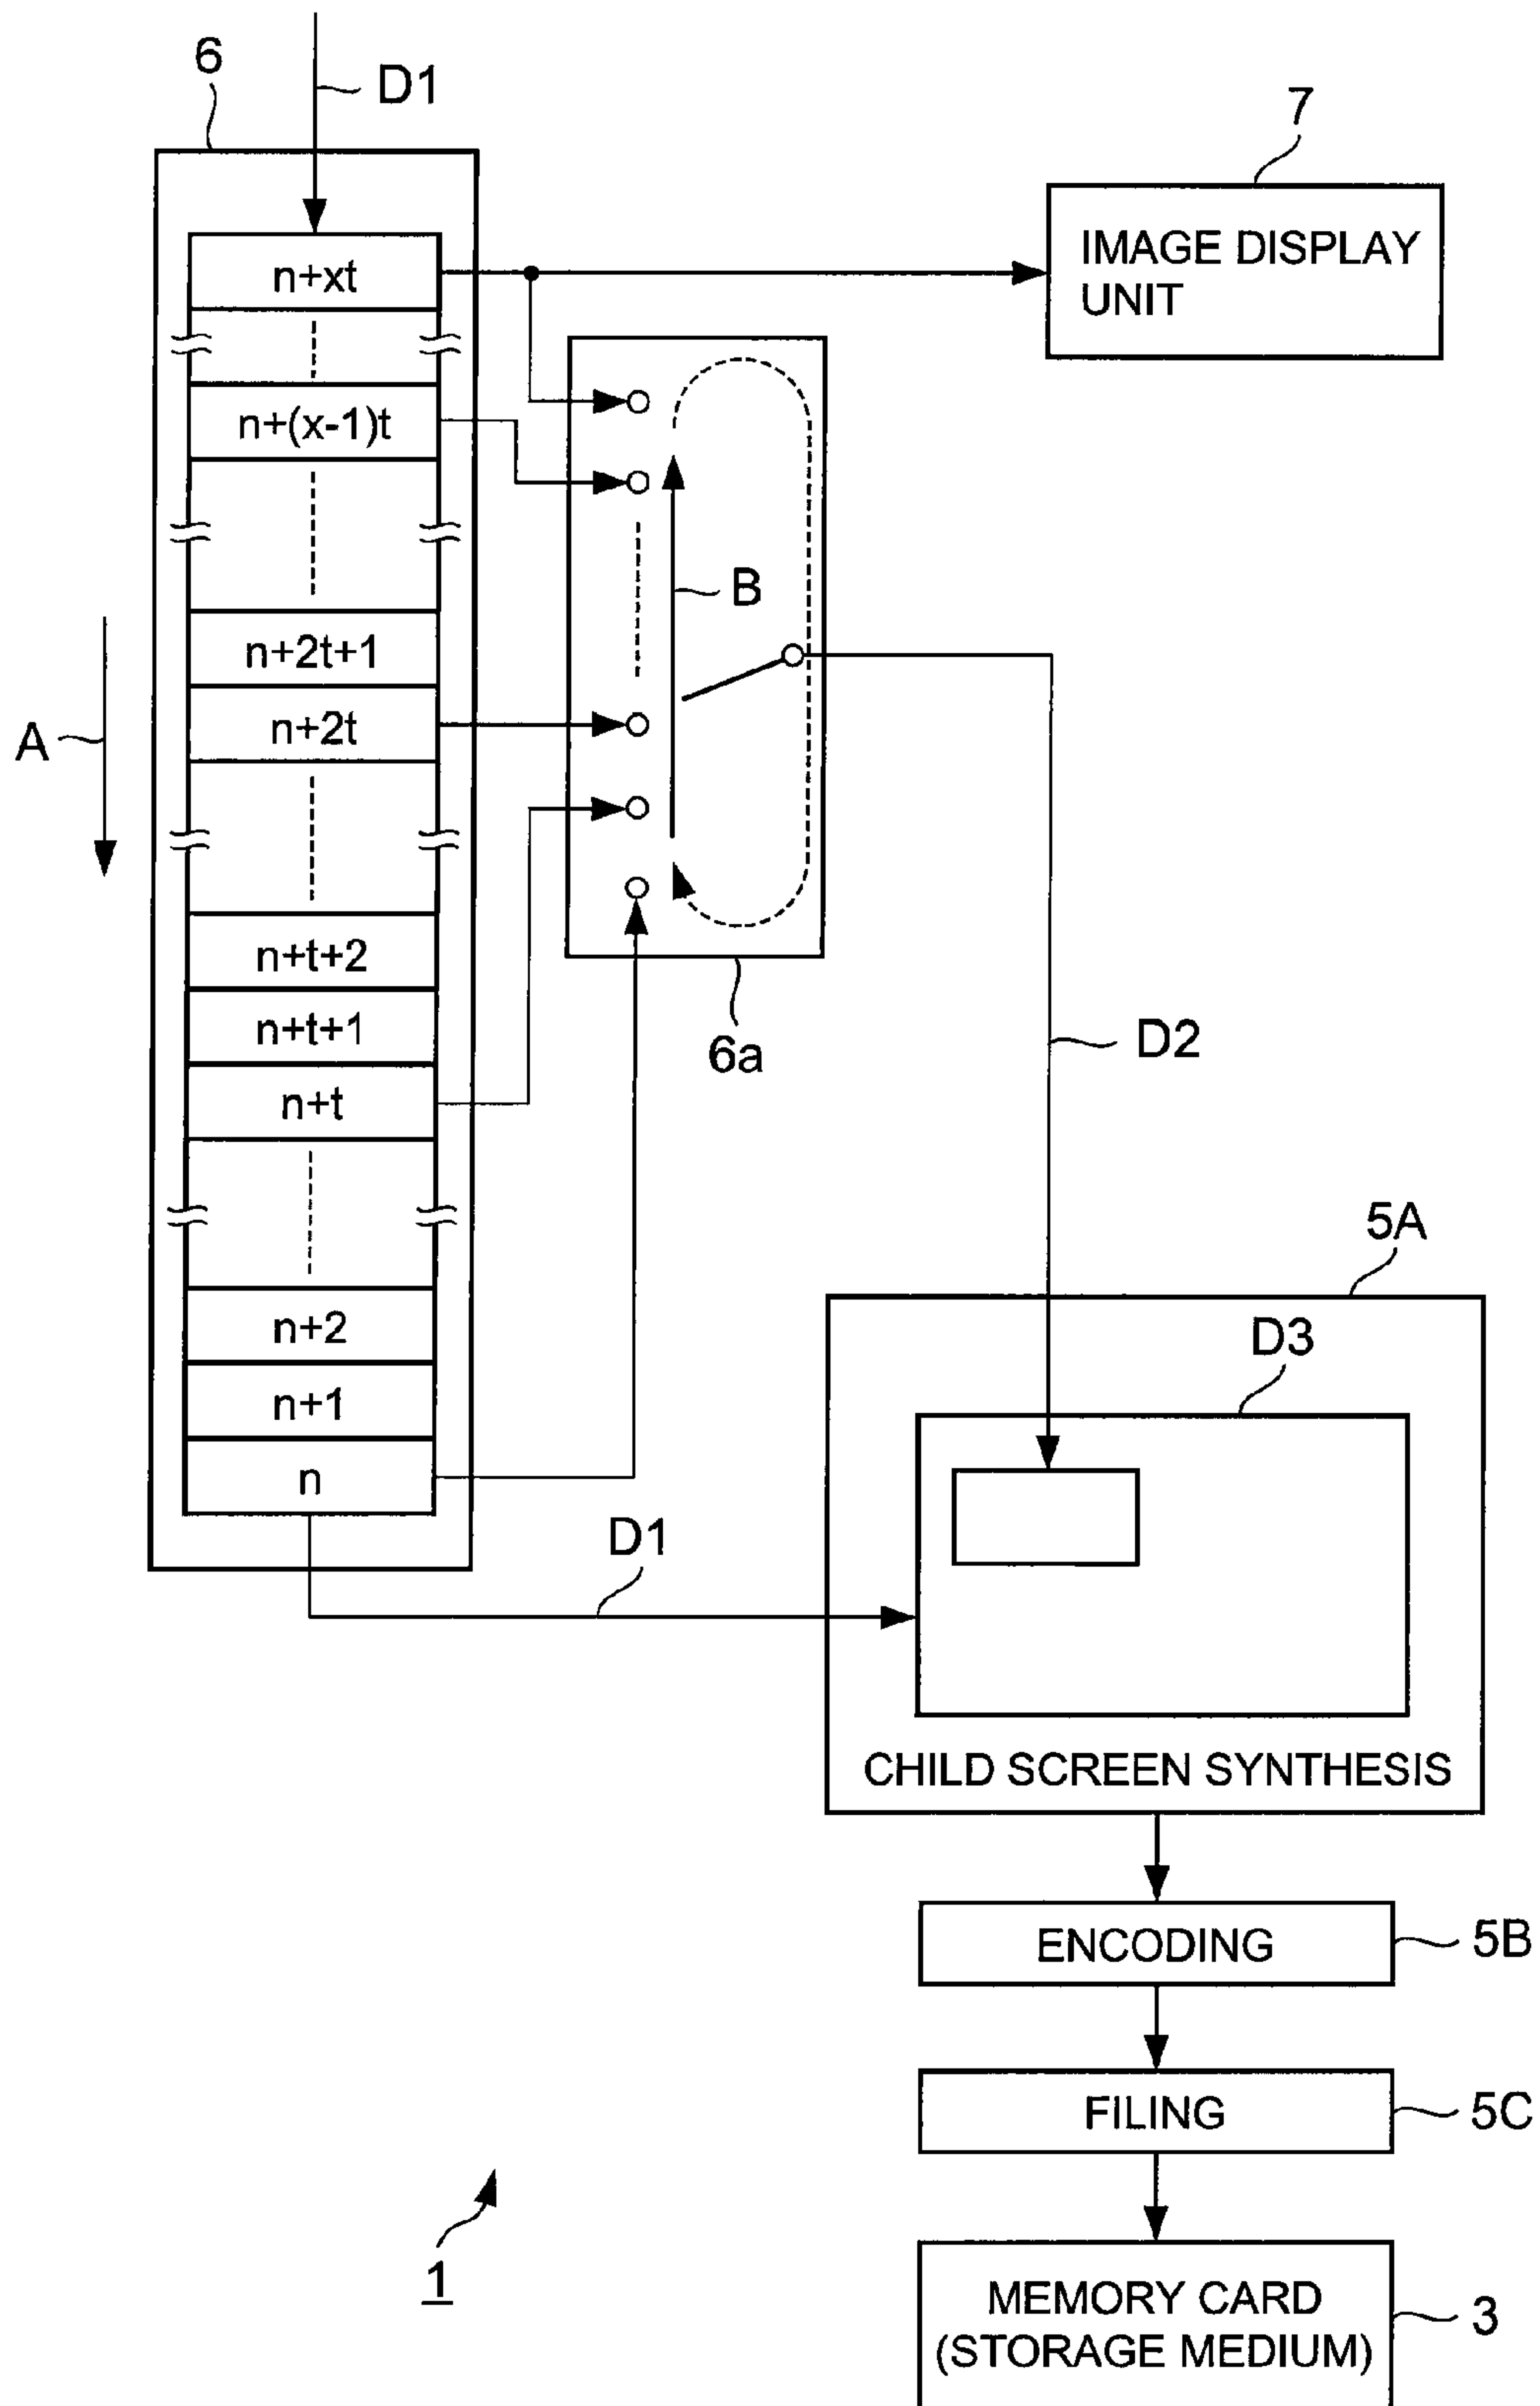 6
D1
7
IMAGE DISPLAY
UNIT
n+xt
n+(x-1)t
B
n+2t+1
n+2t
A
n+t+2
n+t+1
6a
D2
n+t
5A
n+2
D3
n+1
n
D1
CHILD SCREEN SYNTHESIS
ENCODING
5B
FILING
5C
1
MEMORY CARD
(STORAGE MEDIUM)
3